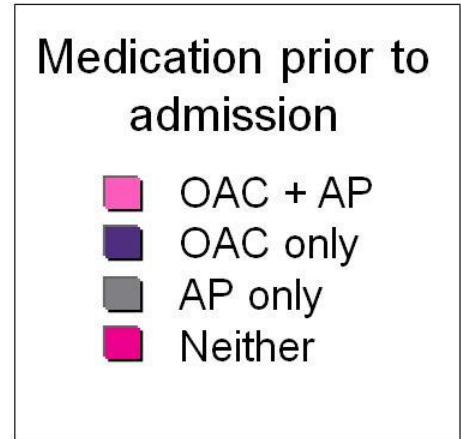 Medication prior to
admission
OAC + AP
OAC only
AP only
Neither